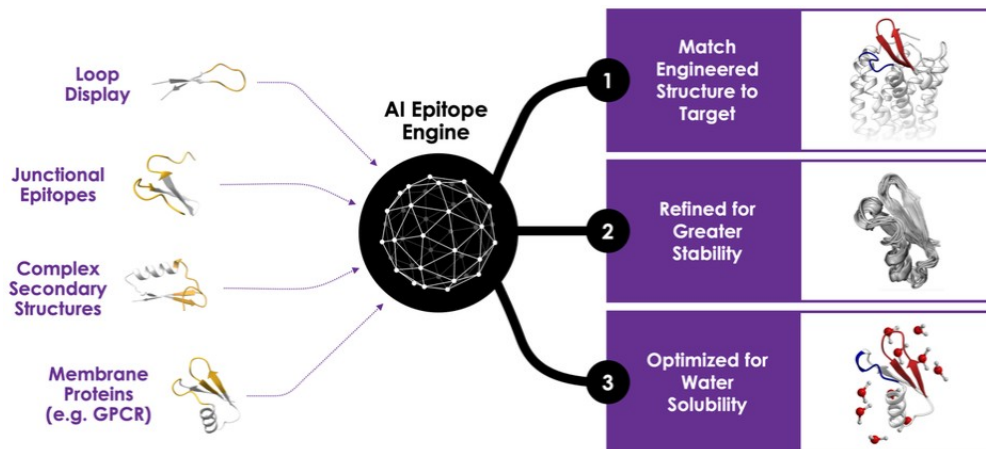 Loop
Display
Junctional
Epitopes
Complex
Secondary
Structures
Membrane
Proteins
(e.g. GPCR)
AI Epitope
Engine
1
Match
Engineered
Structure to
Target
2
Refined for
Greater
Stability
3
Optimized for
Water
Solubility